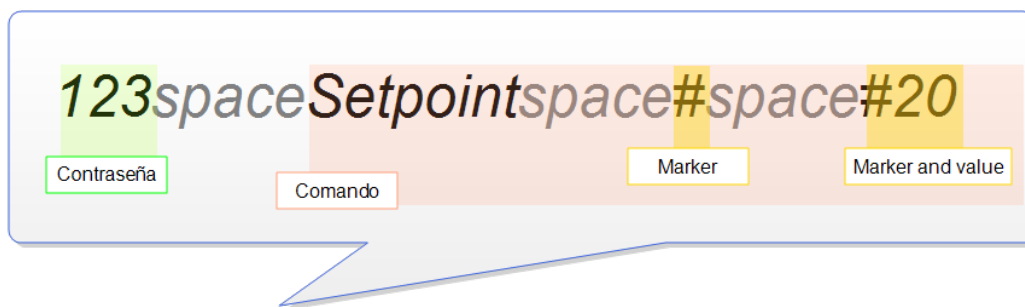 123spaceSetpointspace#space#20
Contraseña
Comando
Marker
Marker and value